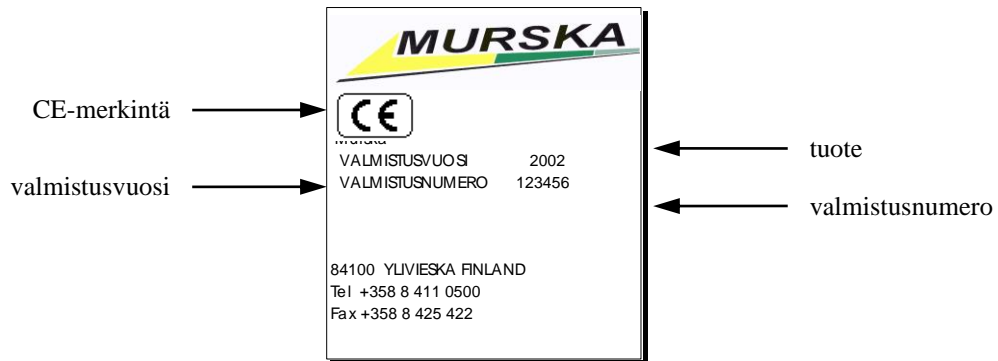 MURSKA
CE-merkintä
CE
tuote
Murska
VALMISTUSVUOSI 2002
valmistusvuosi
VALMISTUSNUMERO 123456
valmistusnumero
84100 YLIVIESKA FINLAND
Tel +358 8 411 0500
Fax +358 8 425 422